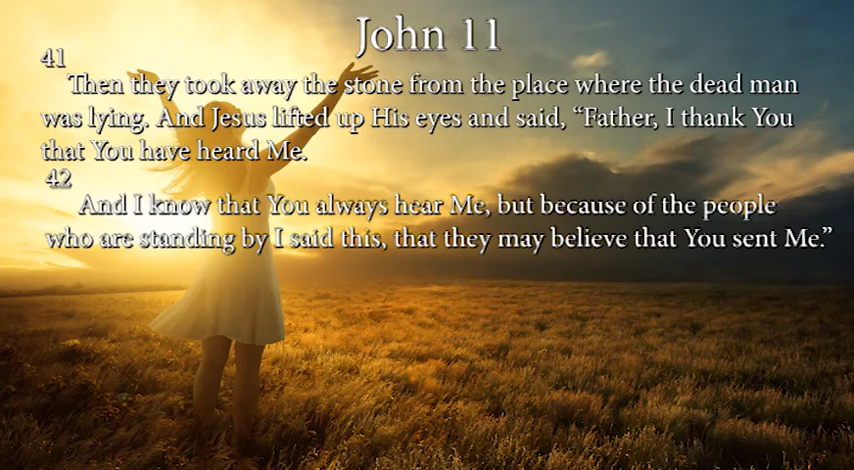 John 11
41
Then they took away the stone from the place where the dead man
was lying. And Jesus lifted up His eyes and said, “Father, I thank You
that You have heard Me.
42
And I know that You always hear Me, but because of the people
who are standing by I said this, that they may believe that You sent Me.”